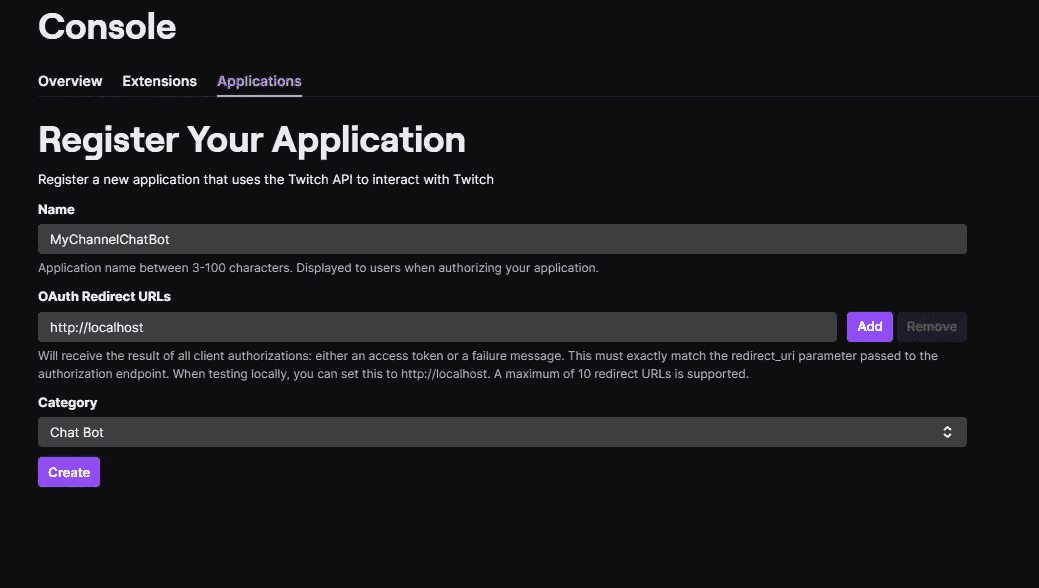 Console
Overview Extensions Applications
Register Your Application
Register a new application that uses the Twitch API to interact with Twitch
Name
MyChannelChatBot
Application name between 3-100 characters. Displayed to users when authorizing your application.
OAuth Redirect URLs
http://localhost Add Remove
Will receive the result of all client authorizations: either an access token or a failure message. This must exactly match the redirect_uri parameter passed to the
authorization endpoint. When testing locally, you can set this to http://localhost. A maximum of 10 redirect URLs is supported.
Category
Chat Bot
Create